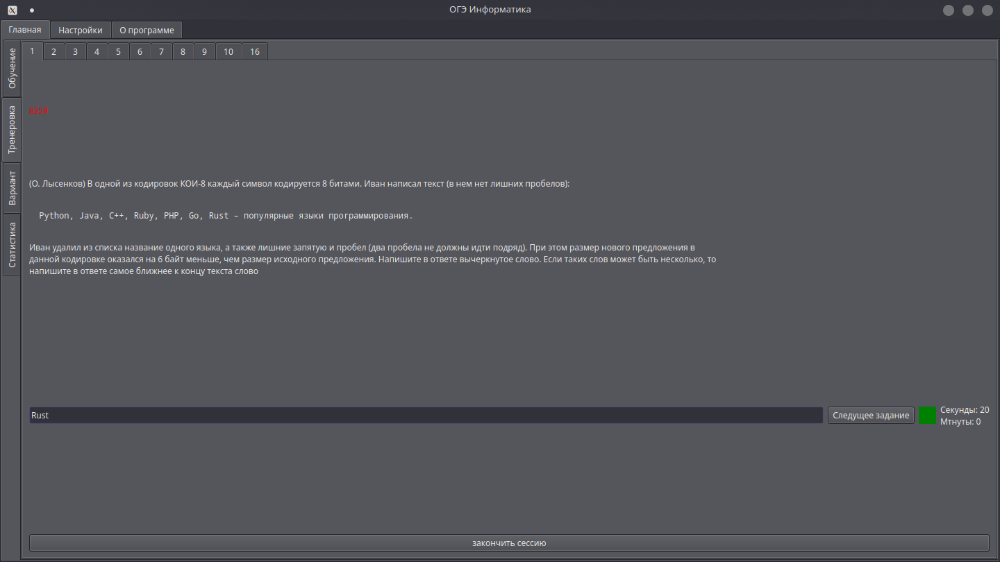 ОГЭ Информатика
Главная
Настройки
О программе
Обучение
Тренеровка
Вариант
Статистика
1 2 3 4 5 6 7 8 9 10 16
8359
(О. Лысенков) В одной из кодировок КОИ-8 каждый символ кодируется 8 битами. Иван написал текст (в нем нет лишних пробелов):
Python, Java, C++, Ruby, PHP, Go, Rust – популярные языки программирования.
Иван удалил из списка название одного языка, а также лишние запятую и пробел (два пробела не должны идти подряд). При этом размер нового предложения в
данной кодировке оказался на 6 байт меньше, чем размер исходного предложения. Напишите в ответе вычеркнутое слово. Если таких слов может быть несколько, то
напишите в ответе самое ближнее к концу текста слово
Rust
Следущее задание
Секунды: 20
Мтнуты: 0
закончить сессию